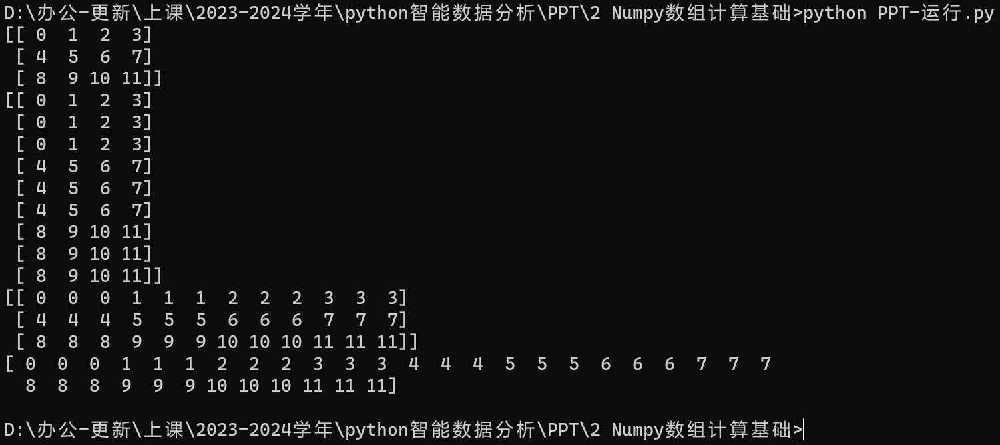 D:\办公-更新\上课\2023-2024学年\python智能数据分析\PPT\2 Numpy数组计算基础>python PPT-运行.py
[[ 0  1  2  3]
 [ 4  5  6  7]
 [ 8  9 10 11]]
[[ 0  1  2  3]
 [ 0  1  2  3]
 [ 0  1  2  3]
 [ 4  5  6  7]
 [ 4  5  6  7]
 [ 4  5  6  7]
 [ 8  9 10 11]
 [ 8  9 10 11]
 [ 8  9 10 11]]
[[ 0  0  0  1  1  1  2  2  2  3  3  3]
 [ 4  4  4  5  5  5  6  6  6  7  7  7]
 [ 8  8  8  9  9  9 10 10 10 11 11 11]]
[ 0  0  0  1  1  1  2  2  2  3  3  3  4  4  4  5  5  5  6  6  6  7  7  7
  8  8  8  9  9  9 10 10 10 11 11 11]
D:\办公-更新\上课\2023-2024学年\python智能数据分析\PPT\2 Numpy数组计算基础>